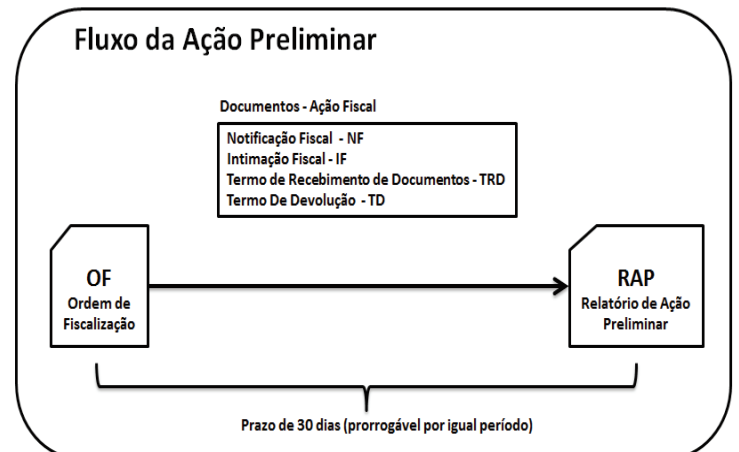 Fluxo da Ação Preliminar
Documentos - Ação Fiscal
Notificação Fiscal - NF
Intimação Fiscal - IF
Termo de Recebimento de Documentos - TRD
Termo De Devolução - TD
OF
Ordem de
Fiscalização
RAP
Relatório de Ação
Preliminar
Prazo de 30 dias (prorrogável por igual período)